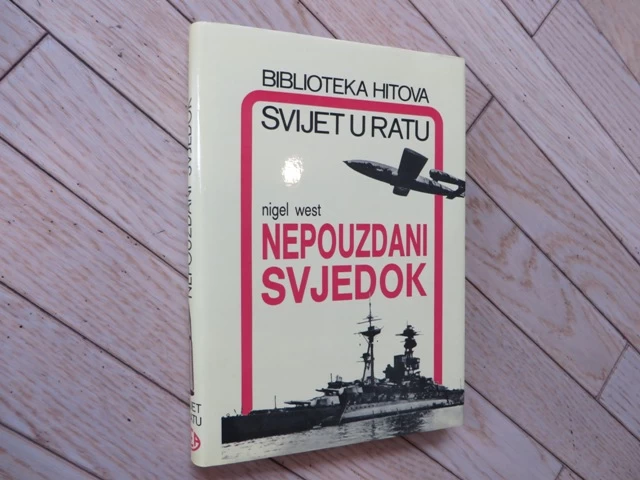 BIBLIOTEKA HITOVA
SVIJET U RATU
nigel west
NEPOUZDANI
SVJEDOK
NEPOUZDANI SVJEDOK